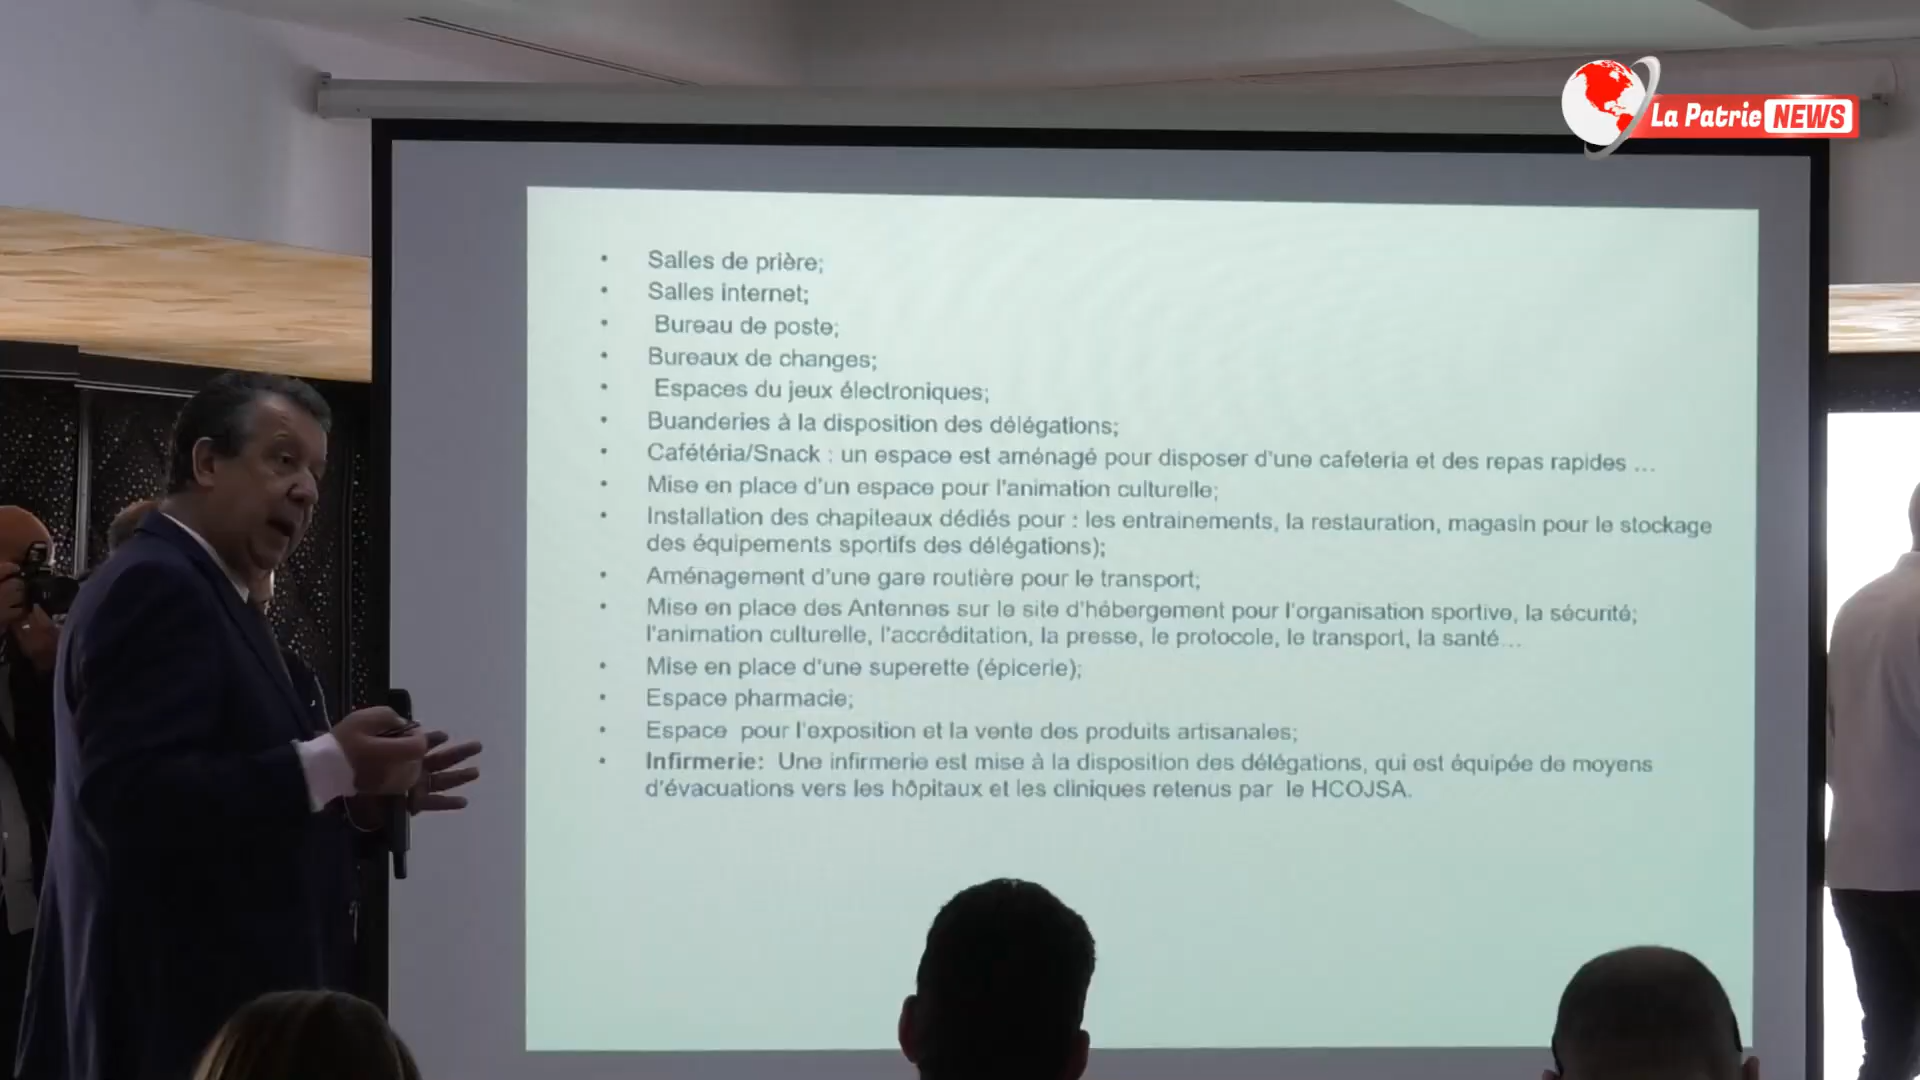 La Patrie NEWS
• Salles de prière;
• Salles internet;
• Bureau de poste;
• Bureaux de changes;
• Espaces du jeux électroniques;
• Buanderies à la disposition des délégations;
• Cafétéria/Snack : un espace est aménagé pour disposer d'une cafeteria et des repas rapides ...
• Mise en place d'un espace pour l'animation culturelle;
• Installation des chapiteaux dédiés pour : les entrainements, la restauration, magasin pour le stockage
des équipements sportifs des délégations);
• Aménagement d'une gare routière pour le transport;
• Mise en place des Antennes sur le site d'hébergement pour l'organisation sportive, la sécurité;
l'animation culturelle, l'accréditation, la presse, le protocole, le transport, la santé...
• Mise en place d'une superette (épicerie);
• Espace pharmacie;
• Espace pour l'exposition et la vente des produits artisanales;
• Infirmerie: Une infirmerie est mise à la disposition des délégations, qui est équipée de moyens
d'évacuations vers les hôpitaux et les cliniques retenus par le HCOJSA.